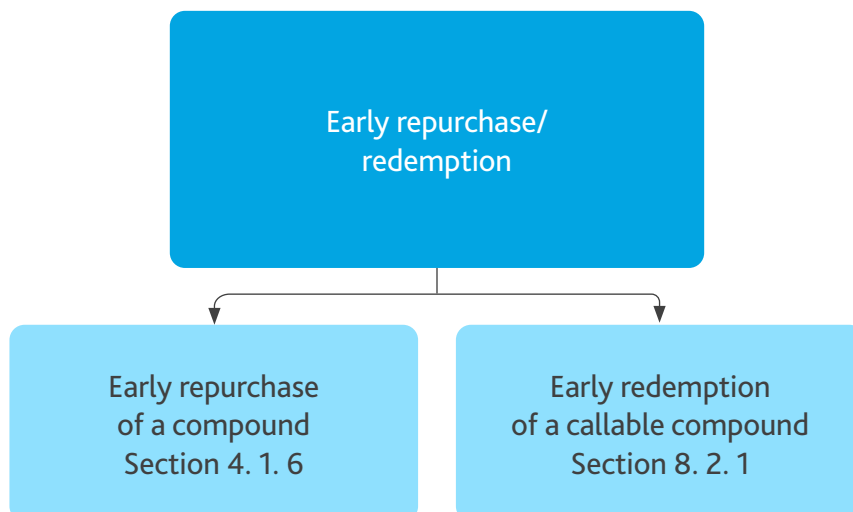 Early repurchase/
redemption
Early repurchase
of a compound
Section 4. 1. 6
Early redemption
of a callable compound
Section 8. 2. 1